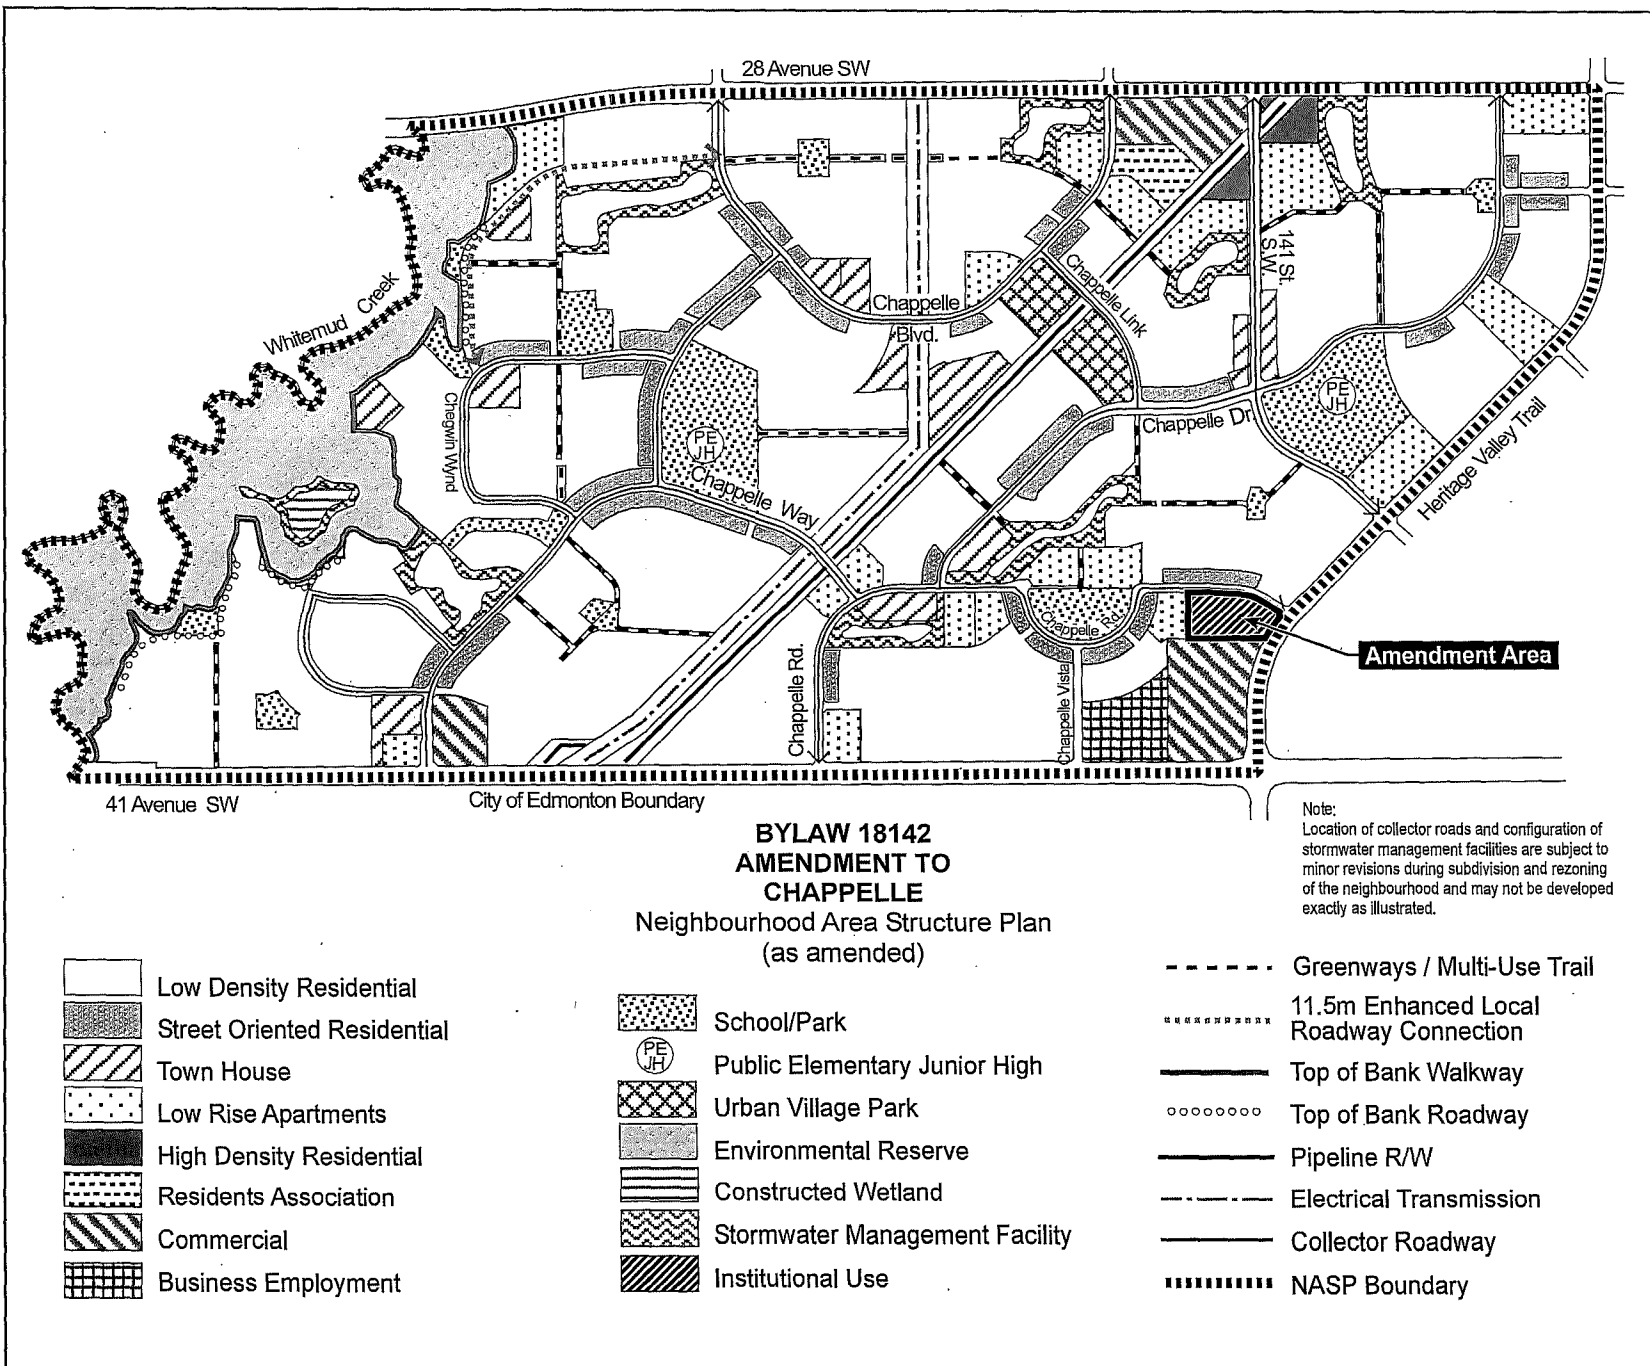 28 Avenue SW
Whitemud Creek
141 St.
S.W.
Chappelle
Blvd.
Chappelle Link
Chegwin Wynd
PE
JH
PE
JH
Chappelle Dr
Heritage Valley Trail
Chappelle Way
Chappelle Rd.
Chappelle Rd.
Chappelle Vista
Amendment Area
41 Avenue SW
City of Edmonton Boundary
BYLAW 18142
AMENDMENT TO
CHAPPELLE
Neighbourhood Area Structure Plan
(as amended)
Note:
Location of collector roads and configuration of
stormwater management facilities are subject to
minor revisions during subdivision and rezoning
of the neighbourhood and may not be developed
exactly as illustrated.
Low Density Residential
Street Oriented Residential
Town House
Low Rise Apartments
High Density Residential
Residents Association
Commercial
Business Employment
School/Park
PE
JH
Public Elementary Junior High
Urban Village Park
Environmental Reserve
Constructed Wetland
Stormwater Management Facility
Institutional Use
Greenways / Multi-Use Trail
11.5m Enhanced Local
Roadway Connection
Top of Bank Walkway
Top of Bank Roadway
Pipeline R/W
Electrical Transmission
Collector Roadway
NASP Boundary